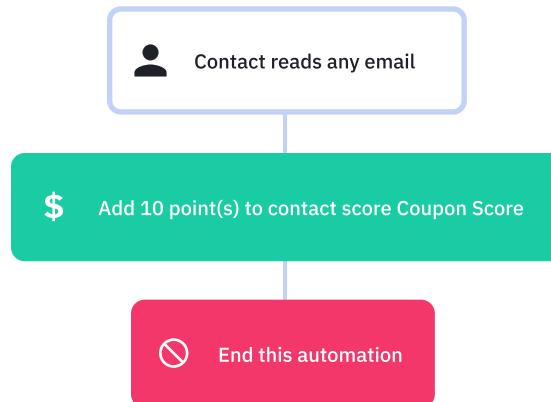 Contact reads any email
$ Add 10 point(s) to contact score Coupon Score
End this automation